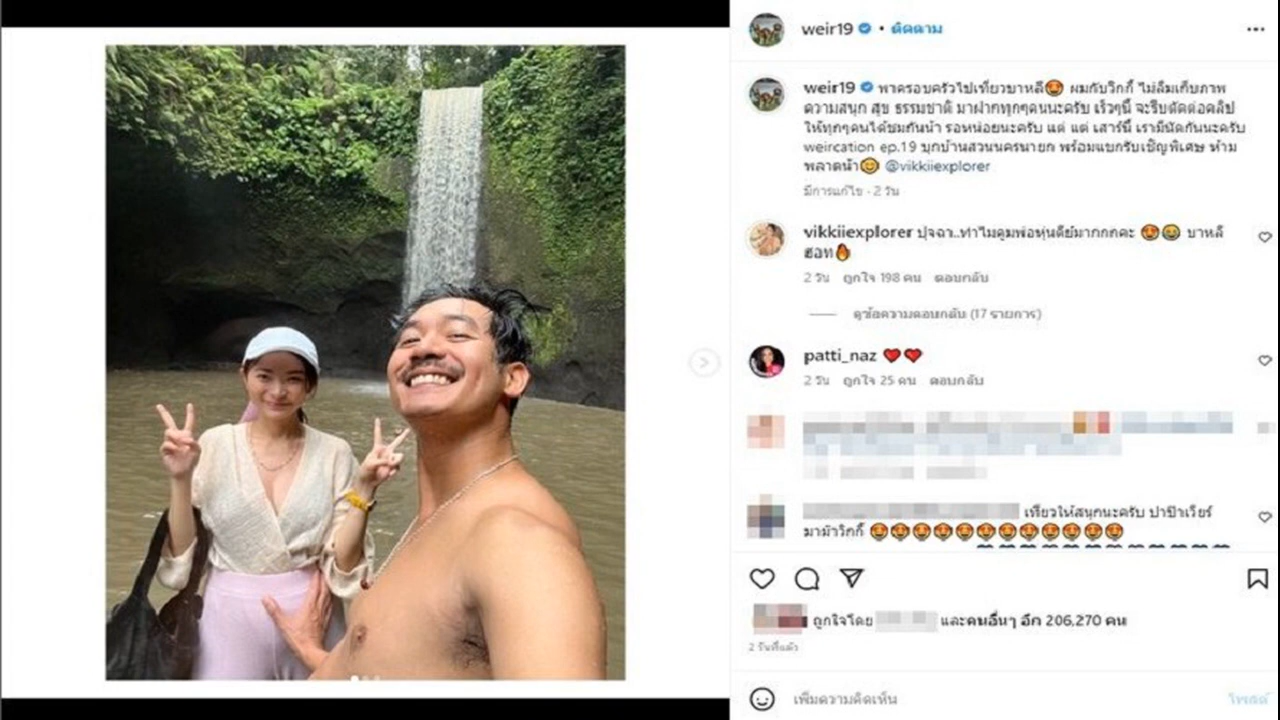 weir19 • ติดตาม
weir19 พาครอบครัวไปเที่ยวบาหลี🤩 ผมกับวิกกี้ ไม่ลืมเก็บภาพ
ความสนุก สุข ธรรมชาติ มาฝากทุกๆคนนะครับ เร็วๆนี้ จะรีบตัดต่อคลิป
ให้ทุกๆคนได้ชมกันน้า รอหน่อยนะครับ แต่ แต่ เสาร์นี้ เรามีนัดกันนะครับ
weircation ep.19 บุกบ้านสวนนครนายก พร้อมแขกรับเชิญพิเศษ ห้าม
พลาดน้า😊 @vikkiiexplorer
มีการแก้ไข · 2 วัน
vikkiiexplorer ปุจฉา..ทำไมคุมพ่อหุ่นดีย์มากกกคะ 🤩😂 บาหลี
ฮอท🔥
2 วัน ถูกใจ 198 คน ตอบกลับ
ดูข้อความตอบกลับ (17 รายการ)
patti_naz ❤️❤️
2 วัน ถูกใจ 25 คน ตอบกลับ
เที่ยวให้สนุกนะครับ ปาป๊าเวียร์
มาม๊าวิกกี้ 🤩🤩🤩🤩🤩🤩🤩🤩🤩🤩🤩🤩
ถูกใจโดย และคนอื่นๆ อีก 206,270 คน
2 วันที่แล้ว
เพิ่มความคิดเห็น โพสต์